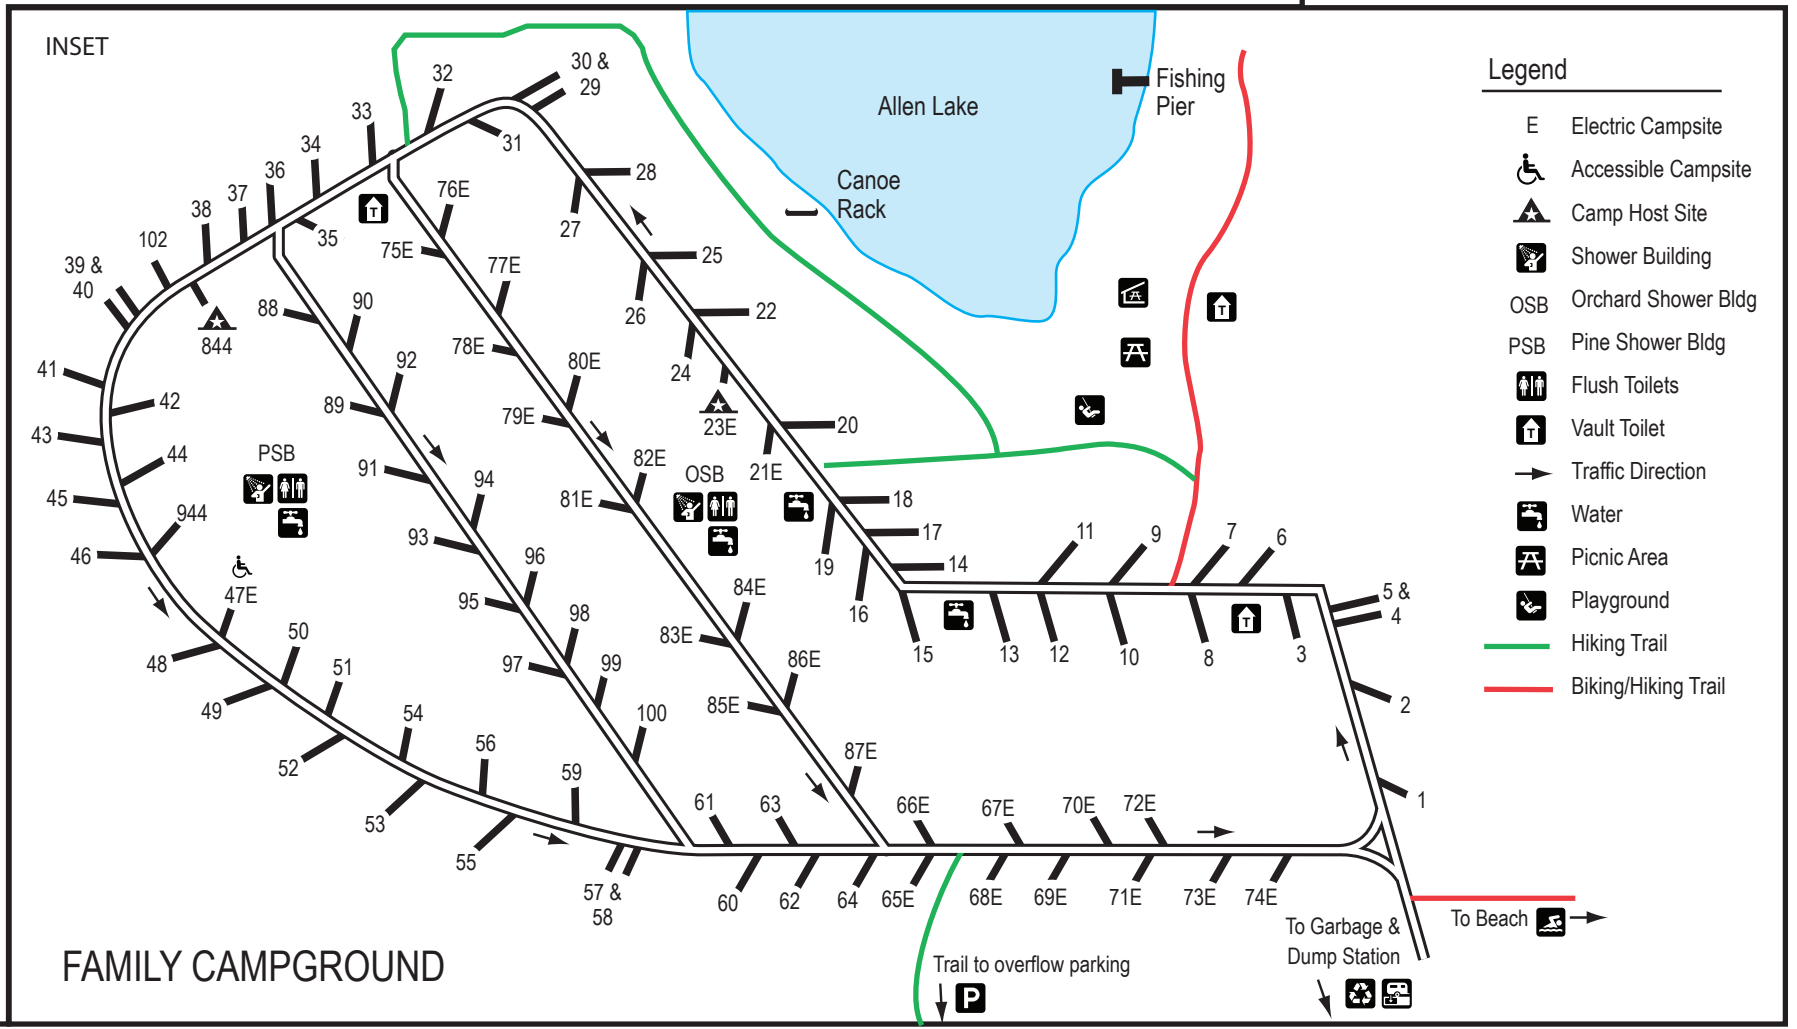 INSET
30 &
29
32
33
31
34
28
36
76E
37
38
35
75E
27
102
25
77E
39 &
40
26
88
90
22
844
78E
92
80E
24
41
42
89
79E
23E
20
43
44
PSB
91
82E
OSB
21E
45
94
81E
18
944
93
17
46
96
19
14
11
9
7
6
47E
95
84E
16
5 &
4
50
98
83E
15
13
12
10
8
3
48
51
97
99
86E
49
54
100
85E
2
52
56
87E
59
61
63
66E
67E
70E
72E
1
53
55
57 &
58
60
62
64
65E
68E
69E
71E
73E
74E
Allen Lake
Fishing
Pier
Canoe
Rack
T
T
T
FAMILY CAMPGROUND
Trail to overflow parking
P
To Garbage &
Dump Station
To Beach
Legend
E Electric Campsite
Accessible Campsite
Camp Host Site
Shower Building
OSB Orchard Shower Bldg
PSB Pine Shower Bldg
Flush Toilets
T Vault Toilet
Traffic Direction
Water
Picnic Area
Playground
Hiking Trail
Biking/Hiking Trail